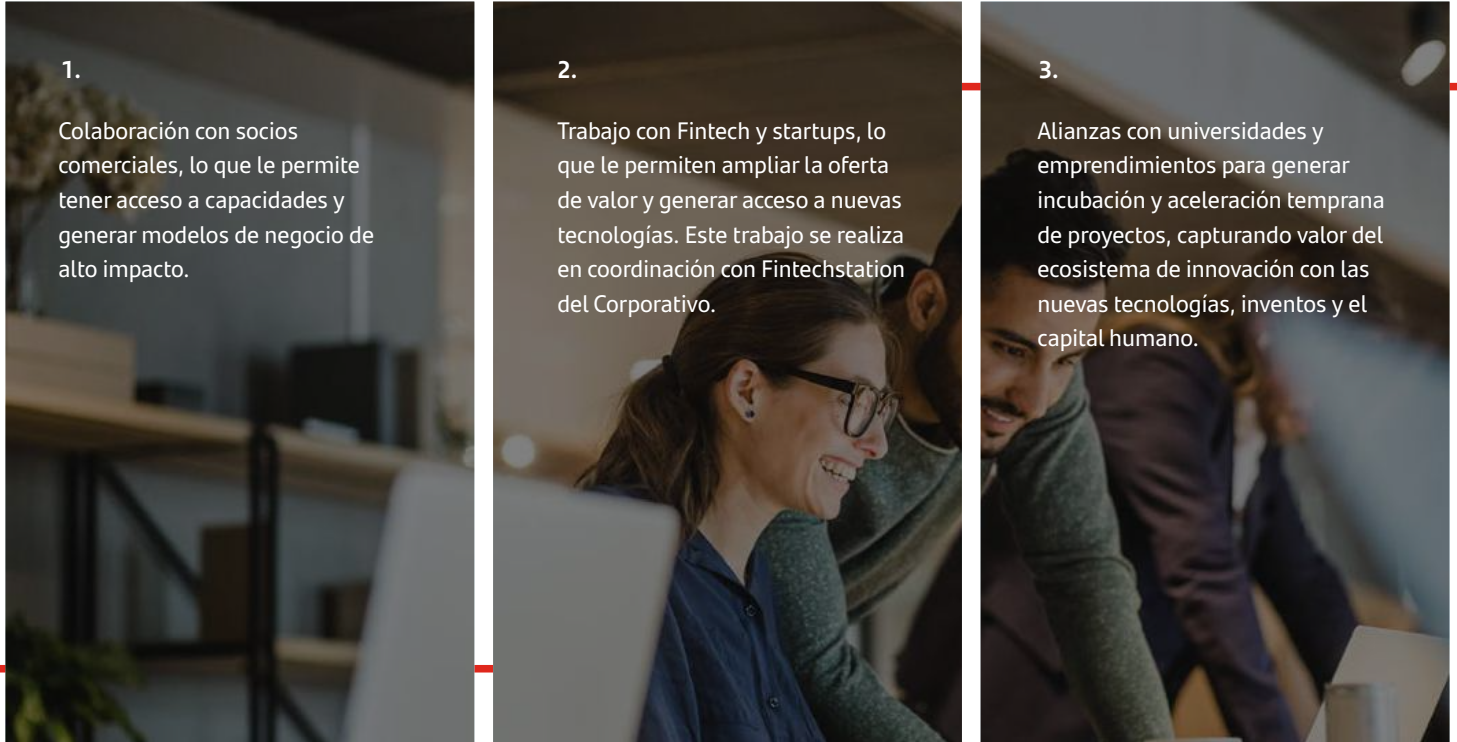 1.
Colaboración con socios
comerciales, lo que le permite
tener acceso a capacidades y
generar modelos de negocio de
alto impacto.
2.
Trabajo con Fintech y startups, lo
que le permiten ampliar la oferta
de valor y generar acceso a nuevas
tecnologías. Este trabajo se realiza
en coordinación con Fintechstation
del Corporativo.
3.
Alianzas con universidades y
emprendimientos para generar
incubación y aceleración temprana
de proyectos, capturando valor del
ecosistema de innovación con las
nuevas tecnologías, inventos y el
capital humano.